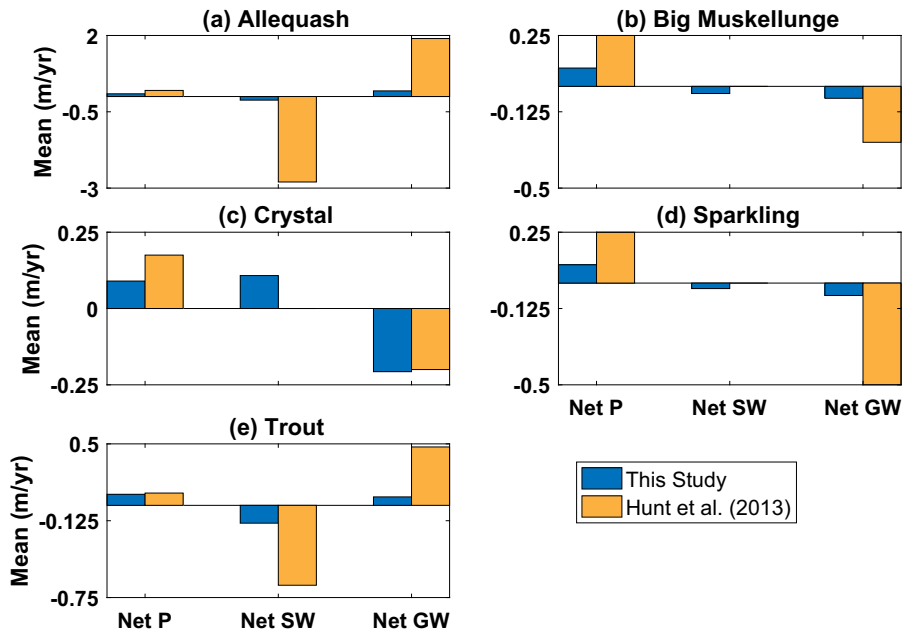 (a) Allequash
Mean (m/yr)
2
-0.5
-3
(b) Big Muskellunge
0.25
-0.125
-0.5
(c) Crystal
Mean (m/yr)
0.25
0
-0.25
(d) Sparkling
0.25
-0.125
-0.5
Net P Net SW Net GW
(e) Trout
Mean (m/yr)
0.5
-0.125
-0.75
Net P Net SW Net GW
This Study
Hunt et al. (2013)